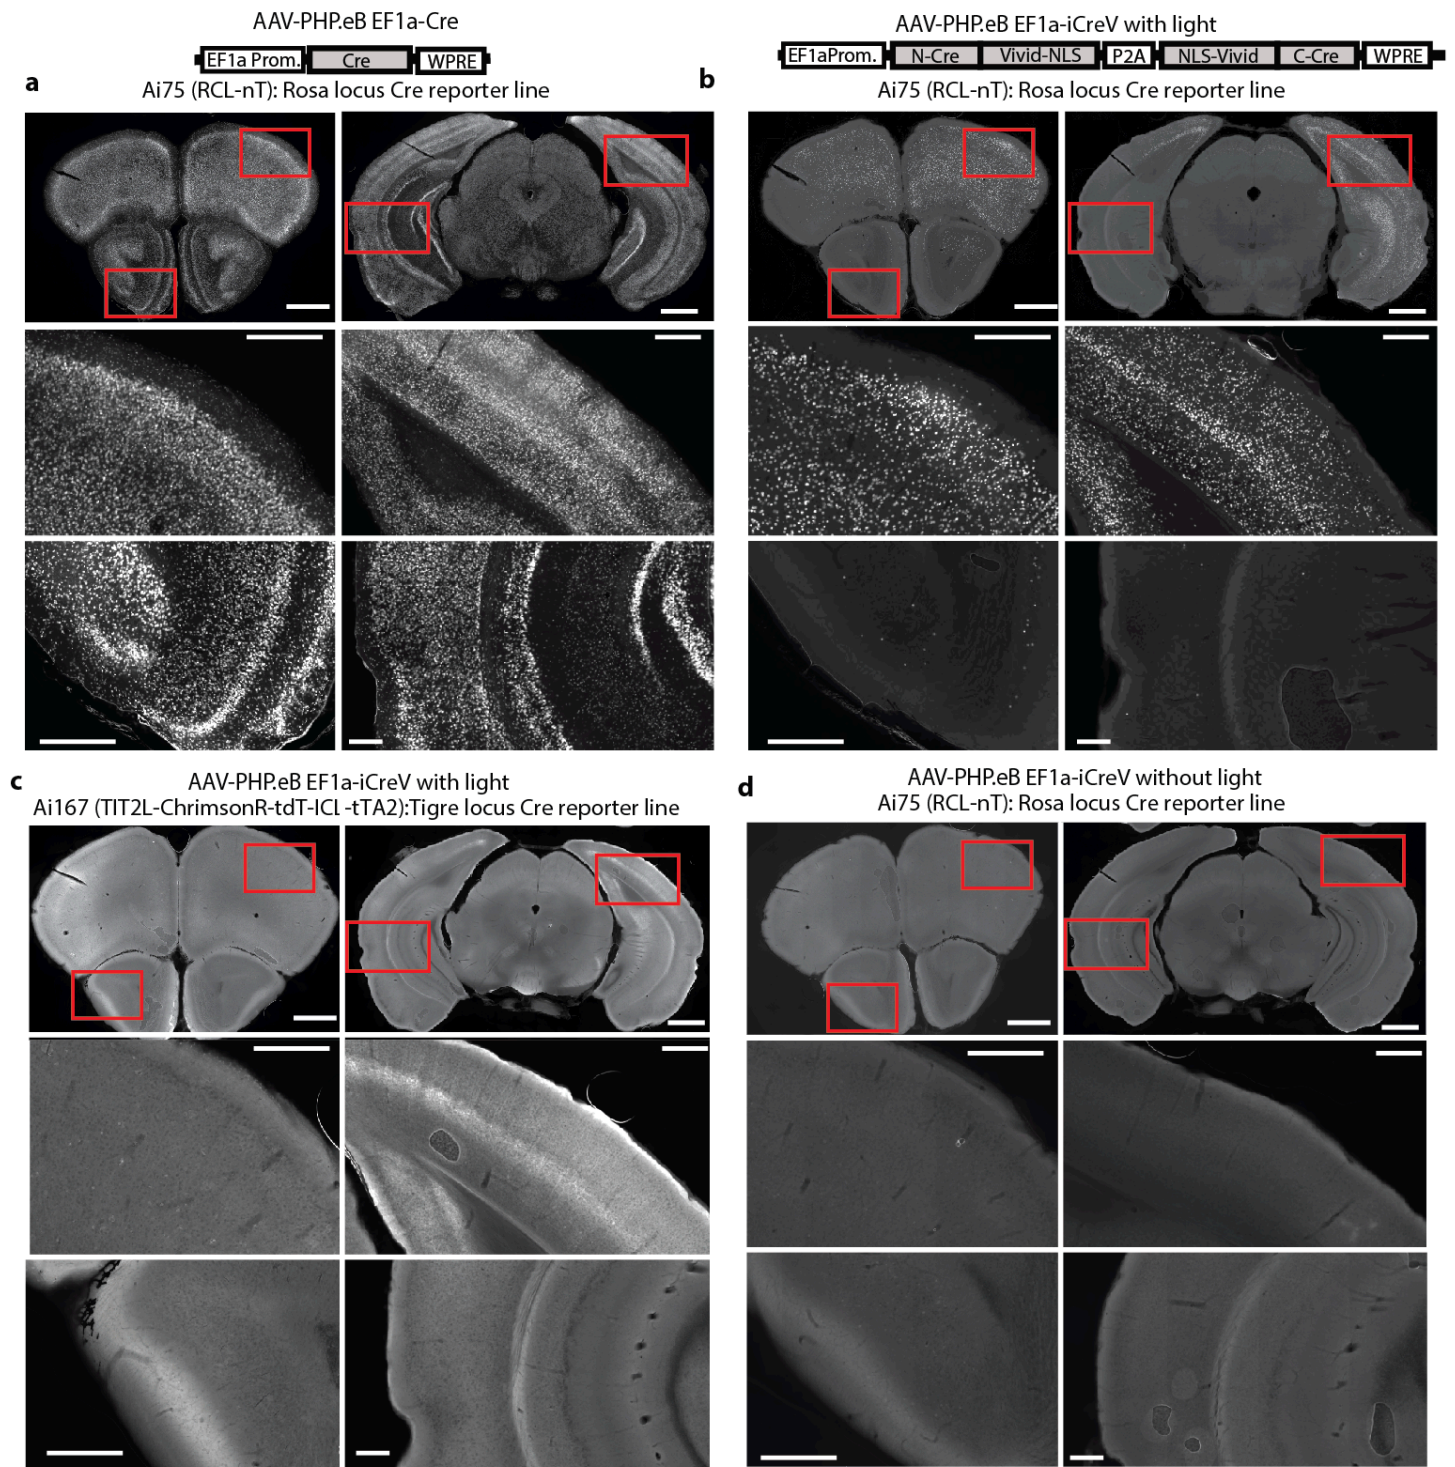 AAV-PHP.eB EF1a-Cre
EF1a Prom. Cre WPRE
a
Ai75 (RCL-nT): Rosa locus Cre reporter line
AAV-PHP.eB EF1a-iCreV with light
EF1aProm. N-Cre Vivid-NLS P2A NLS-Vivid C-Cre WPRE
b
Ai75 (RCL-nT): Rosa locus Cre reporter line
c
AAV-PHP.eB EF1a-iCreV with light
Ai167 (TIT2L-ChrimsonR-tdT-ICL -tTA2):Tigre locus Cre reporter line
d
AAV-PHP.eB EF1a-iCreV without light
Ai75 (RCL-nT): Rosa locus Cre reporter line